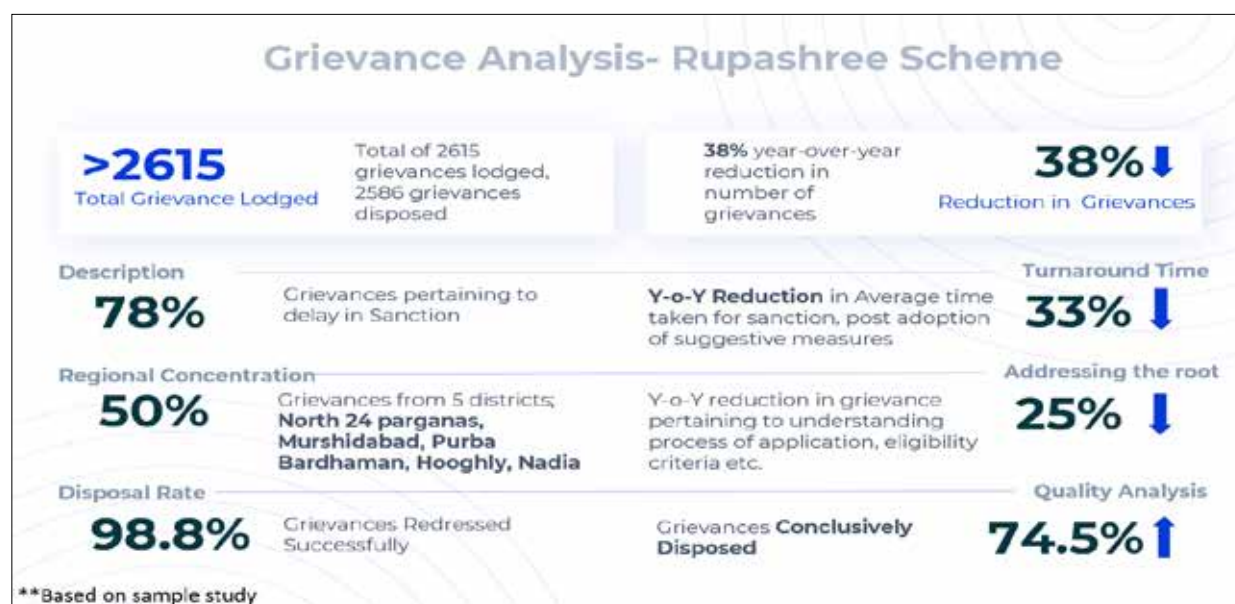 Grievance Analysis- Rupashree Scheme
>2615
Total Grievance Lodged
Total of 2615
grievances lodged,
2586 grievances
disposed
38% year-over-year
reduction in
number of
grievances
38%
Reduction in Grievances
Description
78%
Grievances pertaining to
delay in Sanction
Turnaround Time
Y-o-Y Reduction in Average time
taken for sanction, post adoption
of suggestive measures
33%
Regional Concentration
50%
Grievances from 5 districts;
North 24 parganas,
Murshidabad, Purba
Bardhaman, Hooghly, Nadia
Addressing the root
Y-o-Y reduction in grievance
pertaining to understanding
process of application, eligibility
criteria etc.
25%
Disposal Rate
98.8%
Grievances Redressed
Successfully
Quality Analysis
Grievances Conclusively
Disposed
74.5%
**Based on sample study